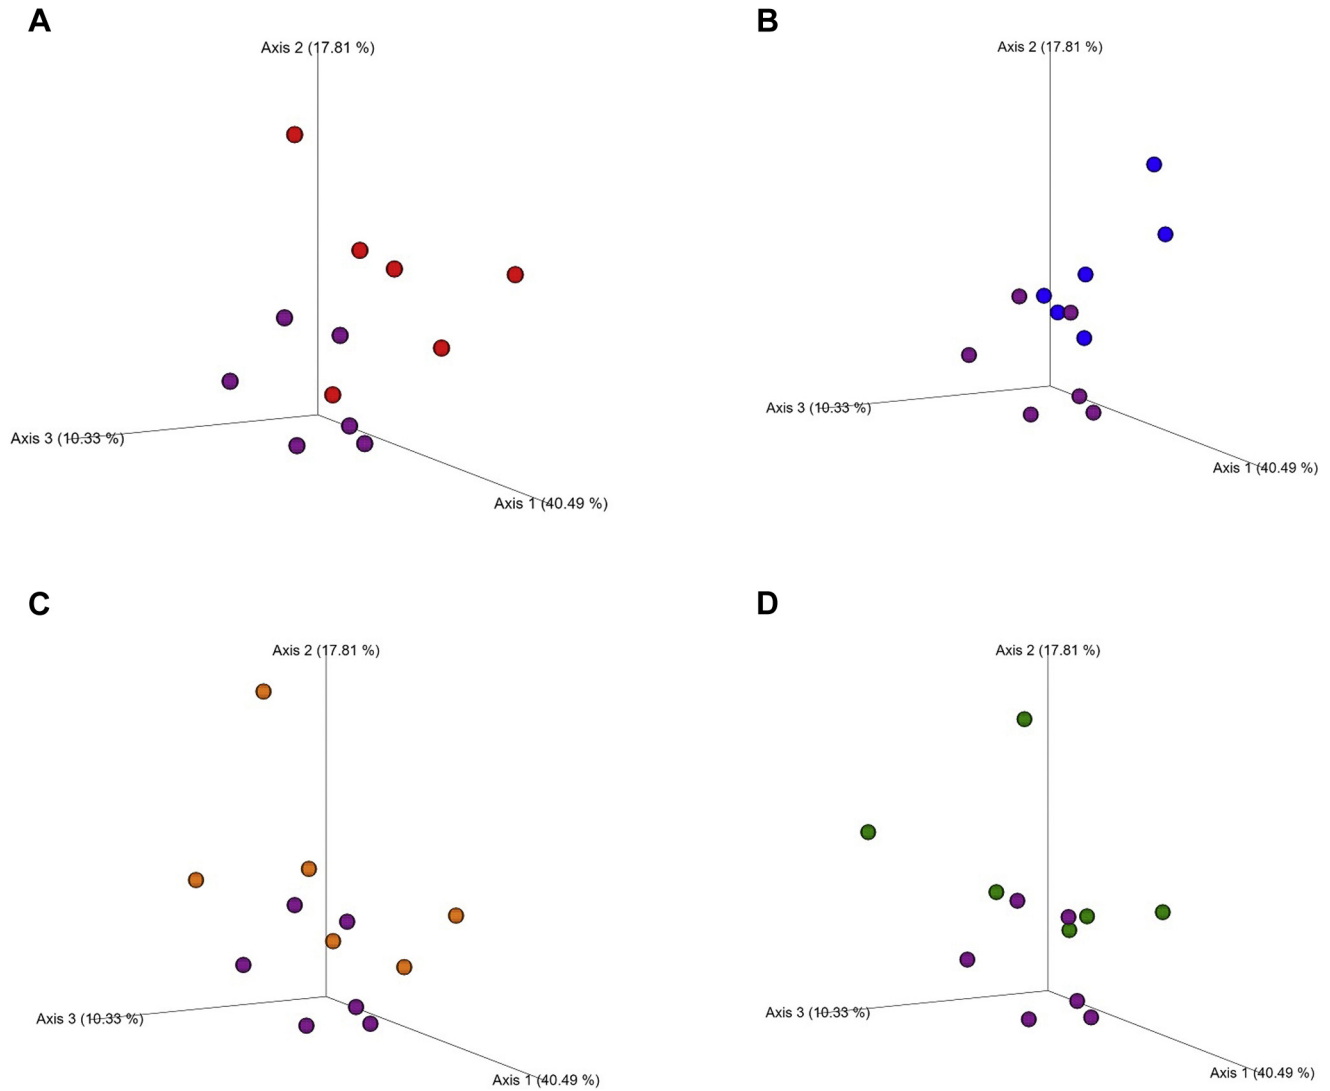 A
Axis 2 (17.81 %)
Axis 3 (10.33 %)
Axis 1 (40.49 %)
B
Axis 2 (17.81 %)
Axis 3 (10.33 %)
Axis 1 (40.49 %)
C
Axis 2 (17.81 %)
Axis 3 (10.33 %)
Axis 1 (40.49 %)
D
Axis 2 (17.81 %)
Axis 3 (10.33 %)
Axis 1 (40.49 %)